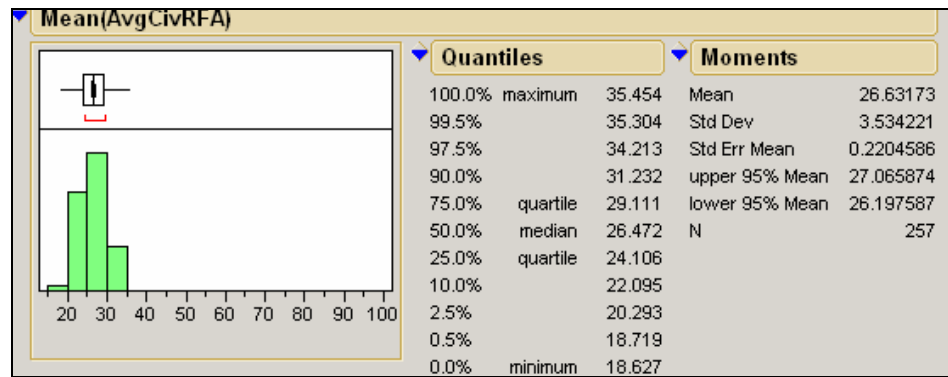 Mean(AvgCivRFA)
20 30 40 50 60 70 80 90 100
Quantiles
100.0% maximum 35.454
99.5% 35.304
97.5% 34.213
90.0% 31.232
75.0% quartile 29.111
50.0% median 26.472
25.0% quartile 24.106
10.0% 22.095
2.5% 20.293
0.5% 18.719
0.0% minimum 18.627
Moments
Mean 26.63173
Std Dev 3.534221
Std Err Mean 0.2204586
upper 95% Mean 27.065874
lower 95% Mean 26.197587
N 257